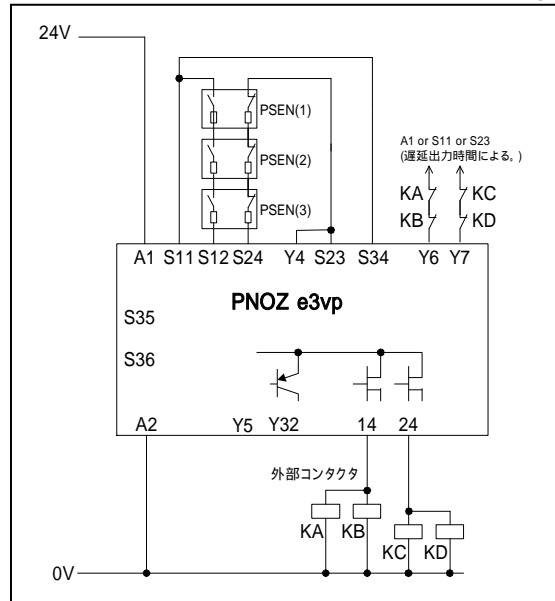 24V
PSEN(1)
PSEN(2)
PSEN(3)
A1 or S11 or S23
(遅延出力時間による。)
KA KC
KB KD
A1 S11 S12 S24 Y4 S23 S34 Y6 Y7
PNOZ e3vp
S35
S36
A2 Y5 Y32 14 24
外部コンタクタ
KA KB KC KD
0V